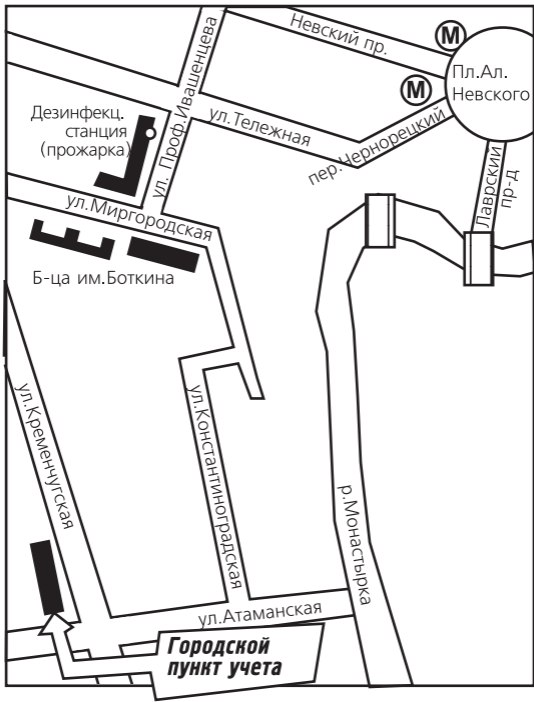 Невский пр.
М
М
Пл.Ал.
Невского
ул. Проф.Ивашенцева
Дезинфекц.
станция
(прожарка)
ул.Тележная
пер.Чернорецкий
Лаврский
пр-д
ул.Миргородская
Б-ца им.Боткина
ул.Кременчугская
ул.Константиноградская
р.Монастырка
ул.Атаманская
Городской
пункт учета